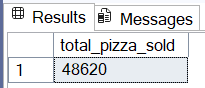 Results Messages
total_pizza_sold
1 48620